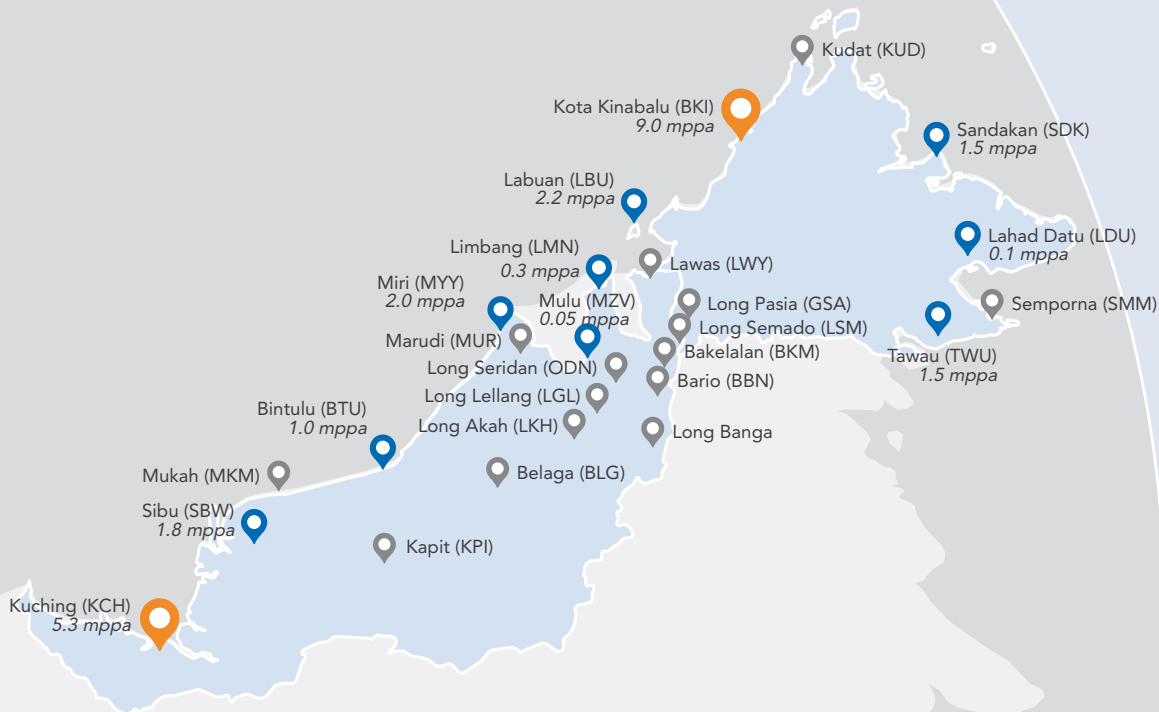 Kudat (KUD)
Kota Kinabalu (BKI)
9.0 mppa
Sandakan (SDK)
1.5 mppa
Labuan (LBU)
2.2 mppa
Lahad Datu (LDU)
0.1 mppa
Limbang (LMN)
0.3 mppa
Lawas (LWY)
Miri (MYY)
2.0 mppa
Mulu (MZV)
0.05 mppa
Long Pasia (GSA)
Semporna (SMM)
Long Semado (LSM)
Marudi (MUR)
Bakelalan (BKM)
Tawau (TWU)
1.5 mppa
Long Seridan (ODN)
Bario (BBN)
Long Lellang (LGL)
Bintulu (BTU)
1.0 mppa
Long Akah (LKH)
Long Banga
Mukah (MKM)
Belaga (BLG)
Sibu (SBW)
1.8 mppa
Kapit (KPI)
Kuching (KCH)
5.3 mppa